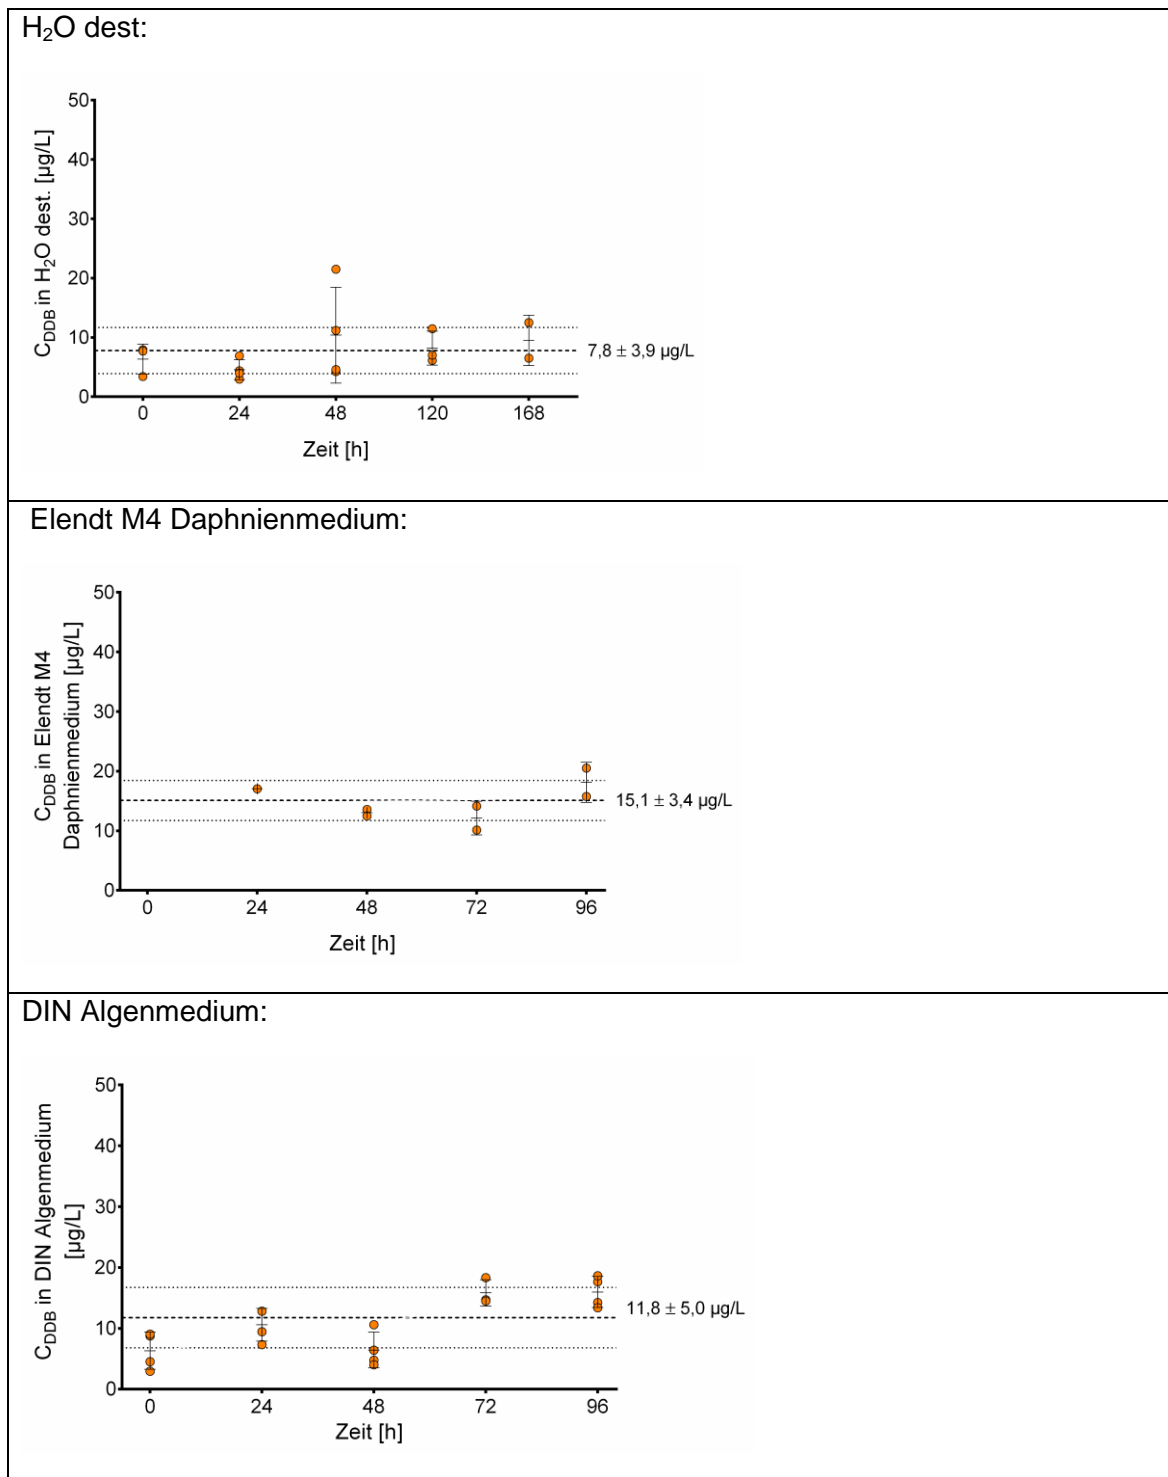 H₂O dest:
C_DDB in H₂O dest. [µg/L]
50
40
30
20
10
0
7,8 ± 3,9 µg/L
0 24 48 120 168
Zeit [h]
Elendt M4 Daphnienmedium:
C_DDB in Elendt M4
Daphnienmedium [µg/L]
50
40
30
20
10
0
15,1 ± 3,4 µg/L
0 24 48 72 96
Zeit [h]
DIN Algenmedium:
C_DDB in DIN Algenmedium
[µg/L]
50
40
30
20
10
0
11,8 ± 5,0 µg/L
0 24 48 72 96
Zeit [h]